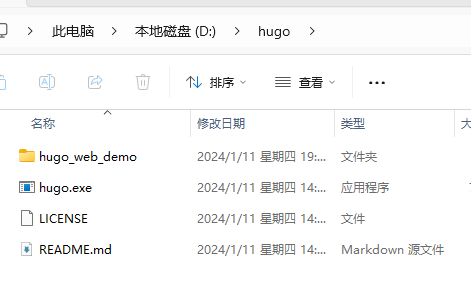 此电脑 > 本地磁盘 (D:) > hugo >
排序 查看 ...
名称 修改日期 类型 大
hugo_web_demo 2024/1/11 星期四 19:... 文件夹
hugo.exe 2024/1/11 星期四 14:... 应用程序
LICENSE 2024/1/11 星期四 14:... 文件
README.md 2024/1/11 星期四 14:... Markdown 源文件